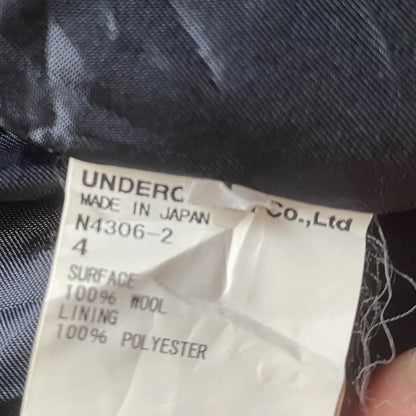 UNDERC Co.,Ltd
MADE IN JAPAN
N4306-2
4
SURFACE
100% WOOL
LINING
100% POLYESTER